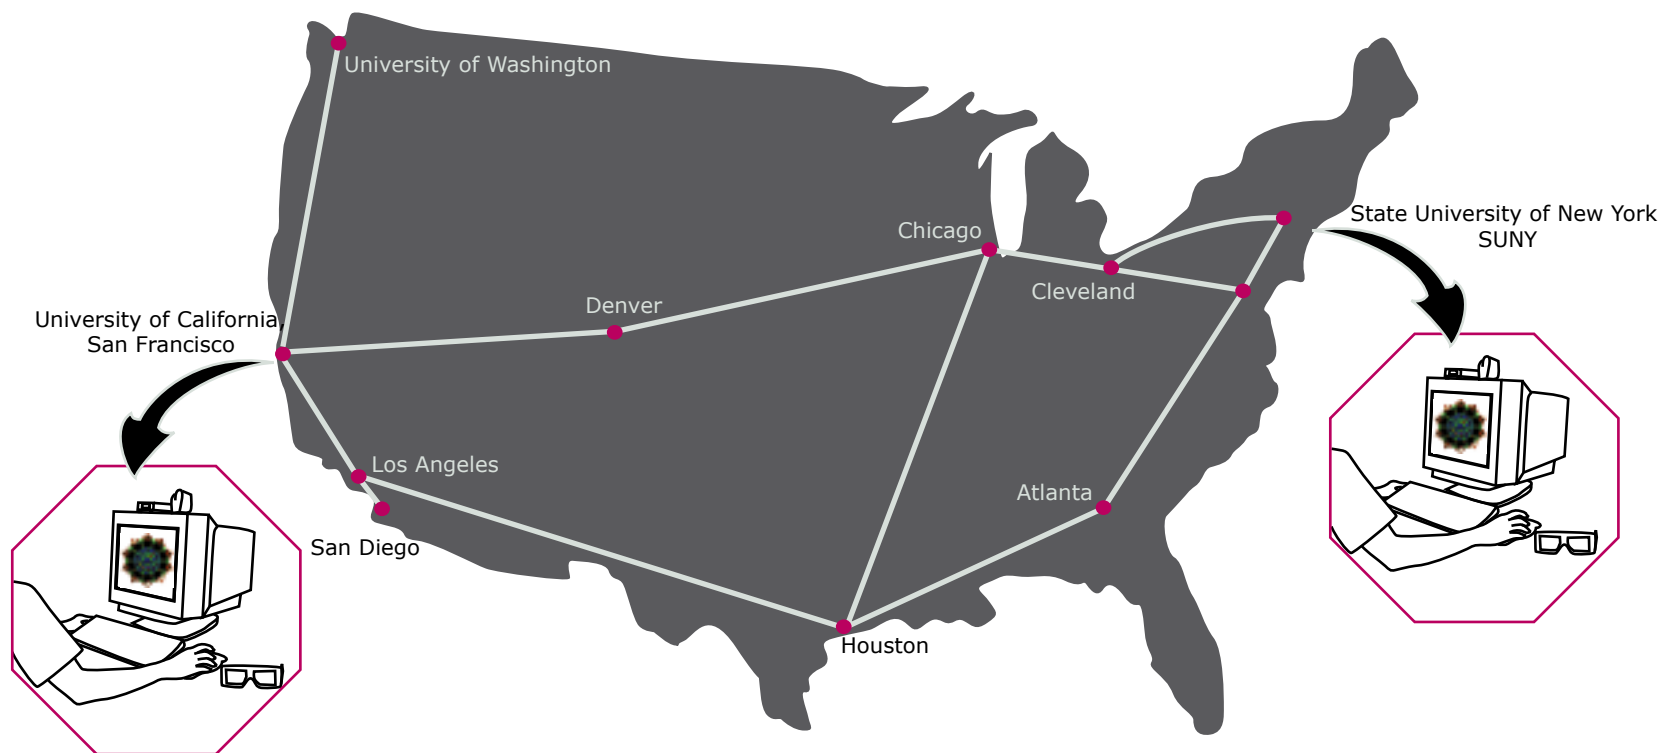 University of Washington
State University of New York
SUNY
Chicago
Cleveland
Denver
University of California,
San Francisco
Los Angeles
Atlanta
San Diego
Houston